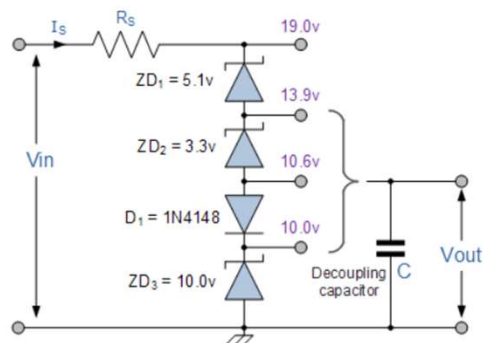 Is
Rs
19.0v
ZD1 = 5.1v
13.9v
ZD2 = 3.3v
Vin
10.6v
D1 = 1N4148
10.0v
Vout
ZD3 = 10.0v
Decoupling
capacitor
C